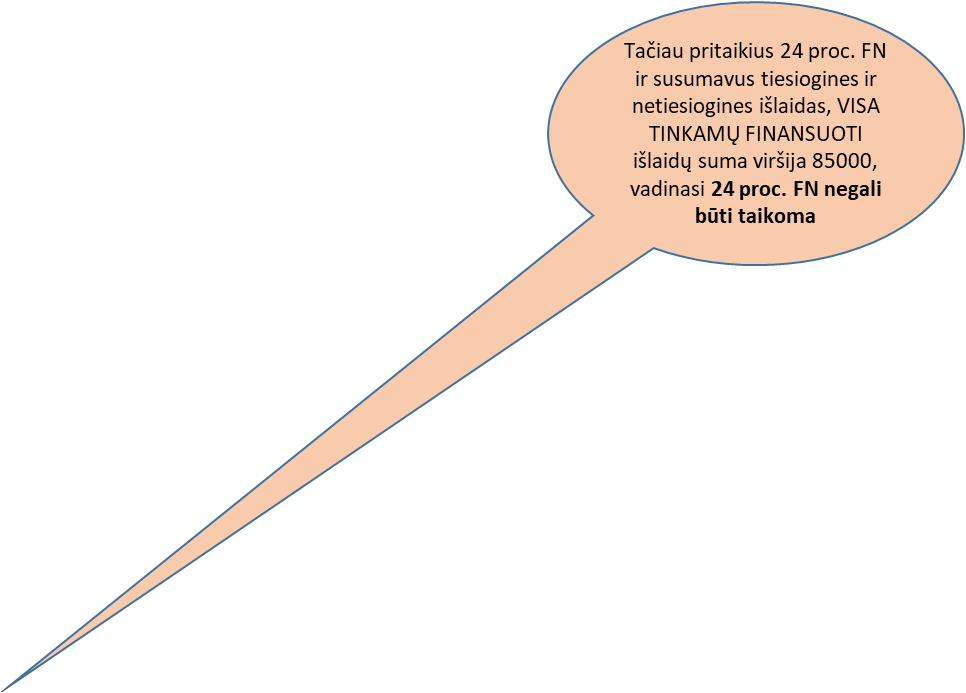 Tačiau pritaikius 24 proc. FN
ir susumavus tiesiogines ir
netiesiogines išlaidas, VISA
TINKAMŲ FINANSUOTI
išlaidų suma viršija 85000,
vadinasi 24 proc. FN negali
būti taikoma